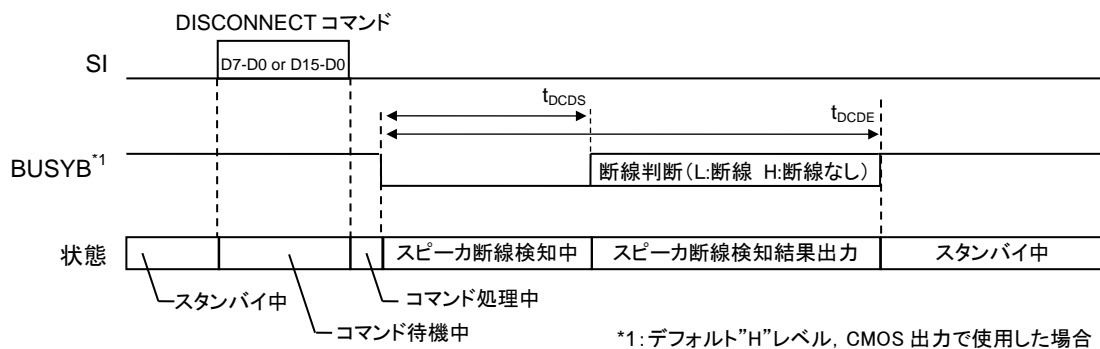 DISCONNECT コマンド
SI
D7-D0 or D15-D0
tDCDS
tDCDE
BUSYB*1
断線判断(L:断線 H:断線なし)
状態
スピーカ断線検知中
スピーカ断線検知結果出力
スタンバイ中
スタンバイ中
コマンド処理中
コマンド待機中
*1:デフォルト”H”レベル, CMOS 出力で使用した場合